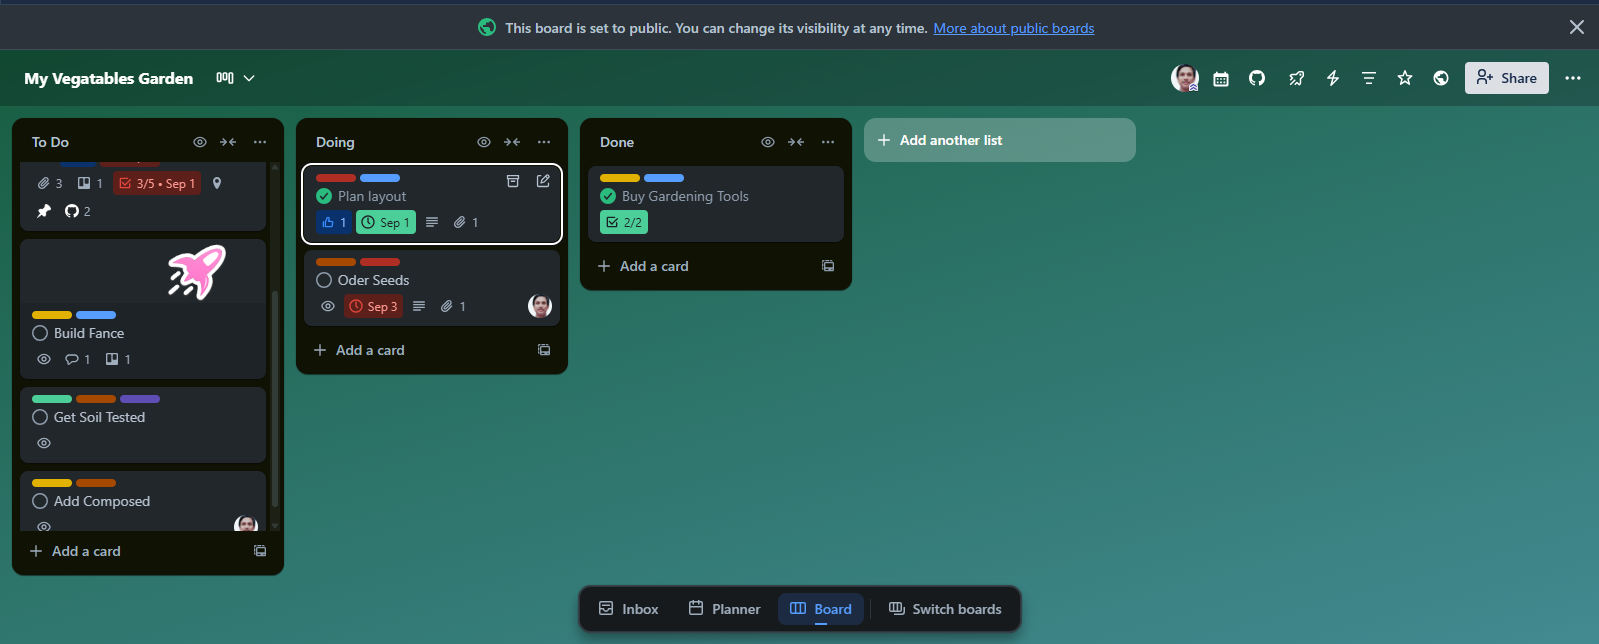 This board is set to public. You can change its visibility at any time. More about public boards
My Vegatables Garden
Share
To Do
3 1 3/5 • Sep 1
2
Build Fance
1 1
Get Soil Tested
Add Composed
Add a card
Doing
Plan layout
1 Sep 1 1
Oder Seeds
Sep 3 1
Add a card
Done
Buy Gardening Tools
2/2
Add a card
Add another list
Inbox Planner Board Switch boards